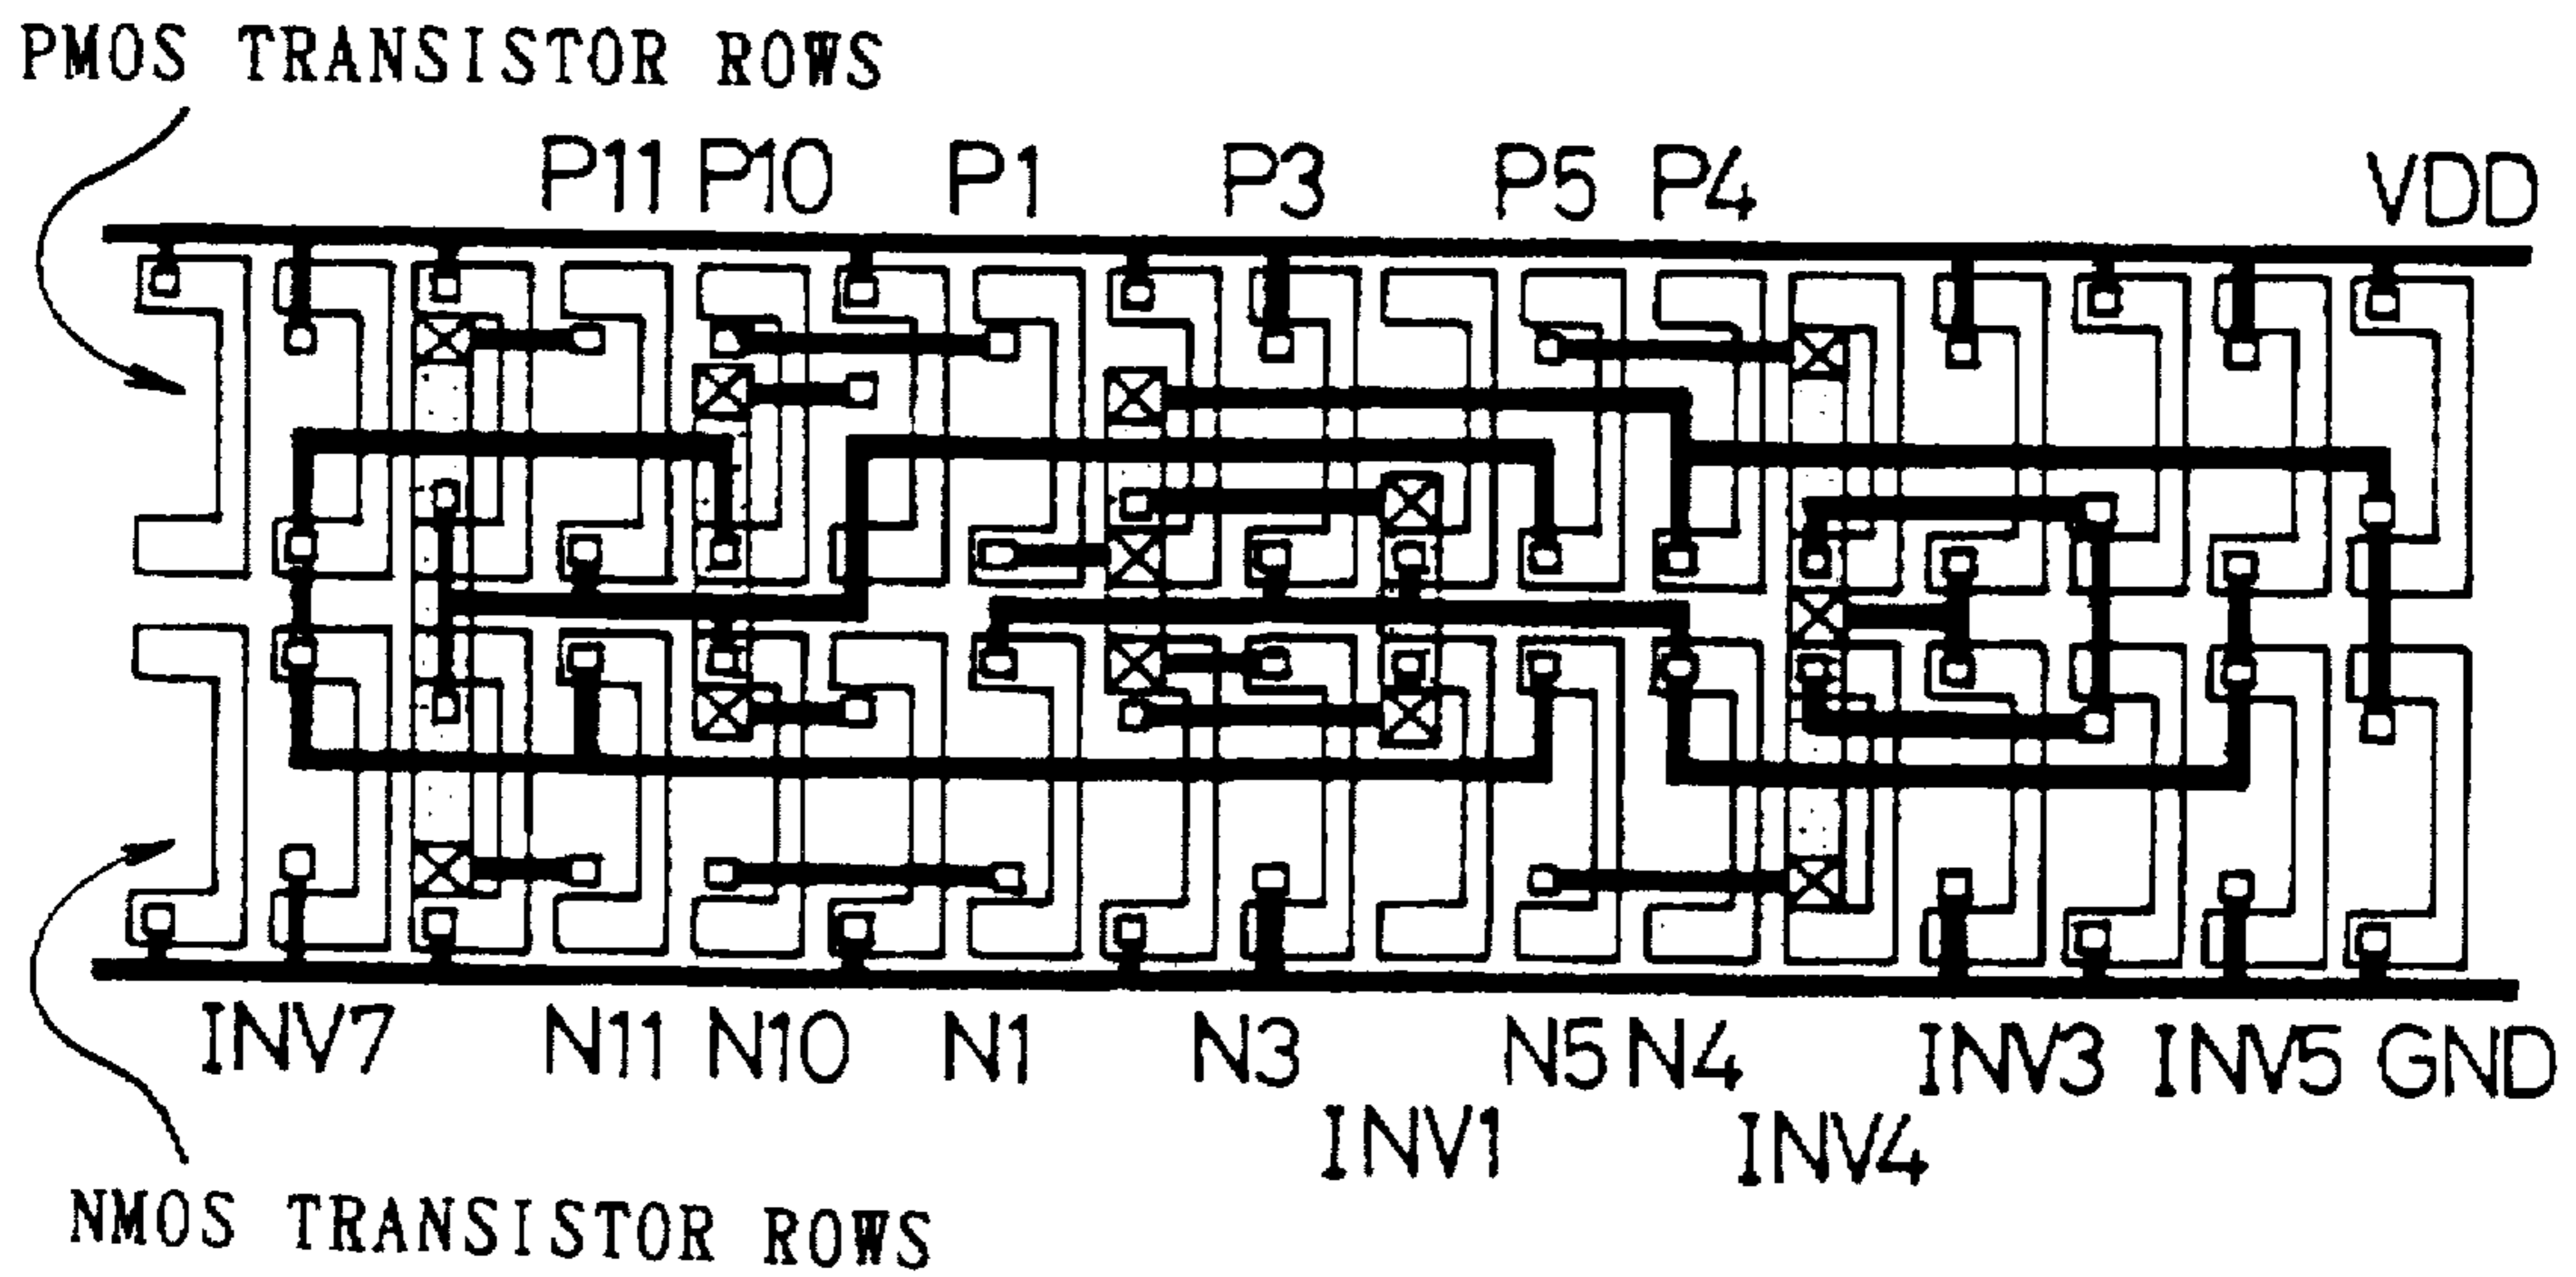 PMOS TRANSISTOR ROWS
P11 P10 P1 P3 P5 P4 VDD
INV7 N11 N10 N1 N3 N5 N4 INV3 INV5 GND
INV1 INV4
NMOS TRANSISTOR ROWS